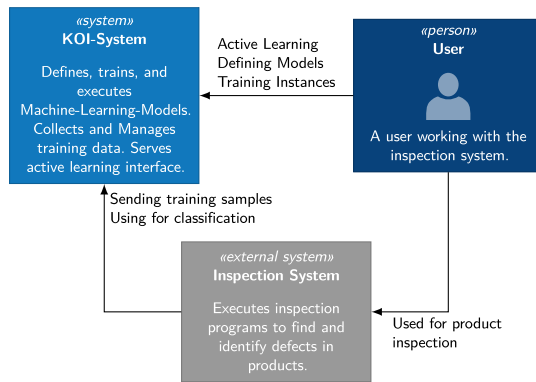 «system»
KOI-System
Defines, trains, and
executes
Machine-Learning-Models.
Collects and Manages
training data. Serves
active learning interface.
Active Learning
Defining Models
Training Instances
«person»
User
A user working with the
inspection system.
Sending training samples
Using for classification
«external system»
Inspection System
Executes inspection
programs to find and
identify defects in
products.
Used for product
inspection